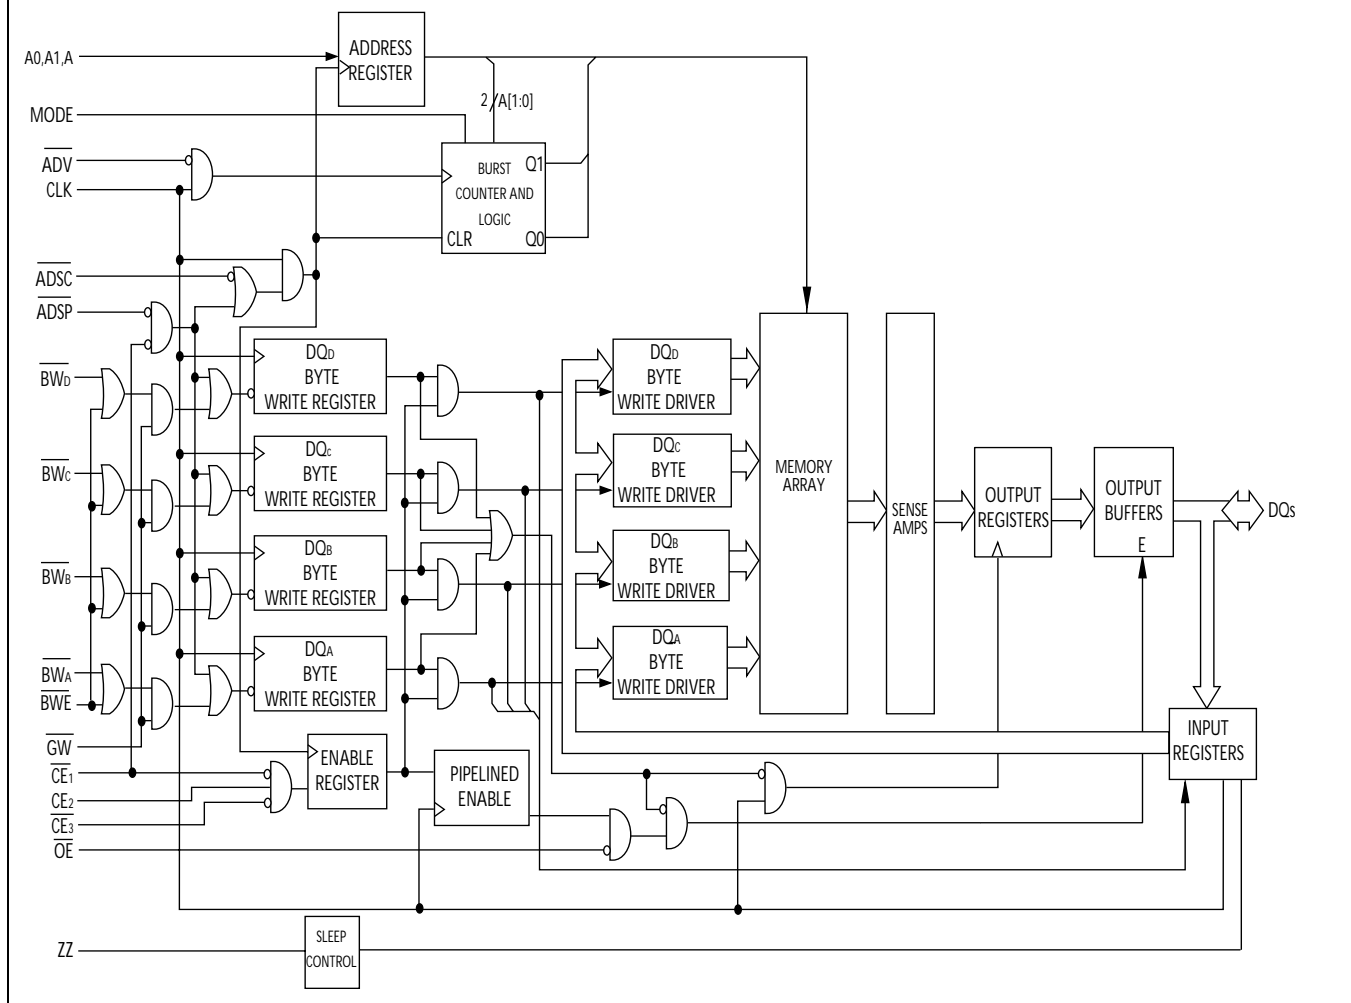 A0,A1,A
ADDRESS
REGISTER
MODE
2
A[1:0]
ADV
CLK
BURST
COUNTER AND
LOGIC
Q1
CLR
Q0
ADSC
ADSP
BWD
DQD
BYTE
WRITE REGISTER
DQD
BYTE
WRITE DRIVER
BWC
DQc
BYTE
WRITE REGISTER
DQC
BYTE
WRITE DRIVER
MEMORY
ARRAY
SENSE
AMPS
OUTPUT
REGISTERS
OUTPUT
BUFFERS
E
DQs
BWB
DQB
BYTE
WRITE REGISTER
DQB
BYTE
WRITE DRIVER
BWA
BWE
DQA
BYTE
WRITE REGISTER
DQA
BYTE
WRITE DRIVER
GW
CE1
CE2
CE3
OE
ENABLE
REGISTER
PIPELINED
ENABLE
INPUT
REGISTERS
ZZ
SLEEP
CONTROL